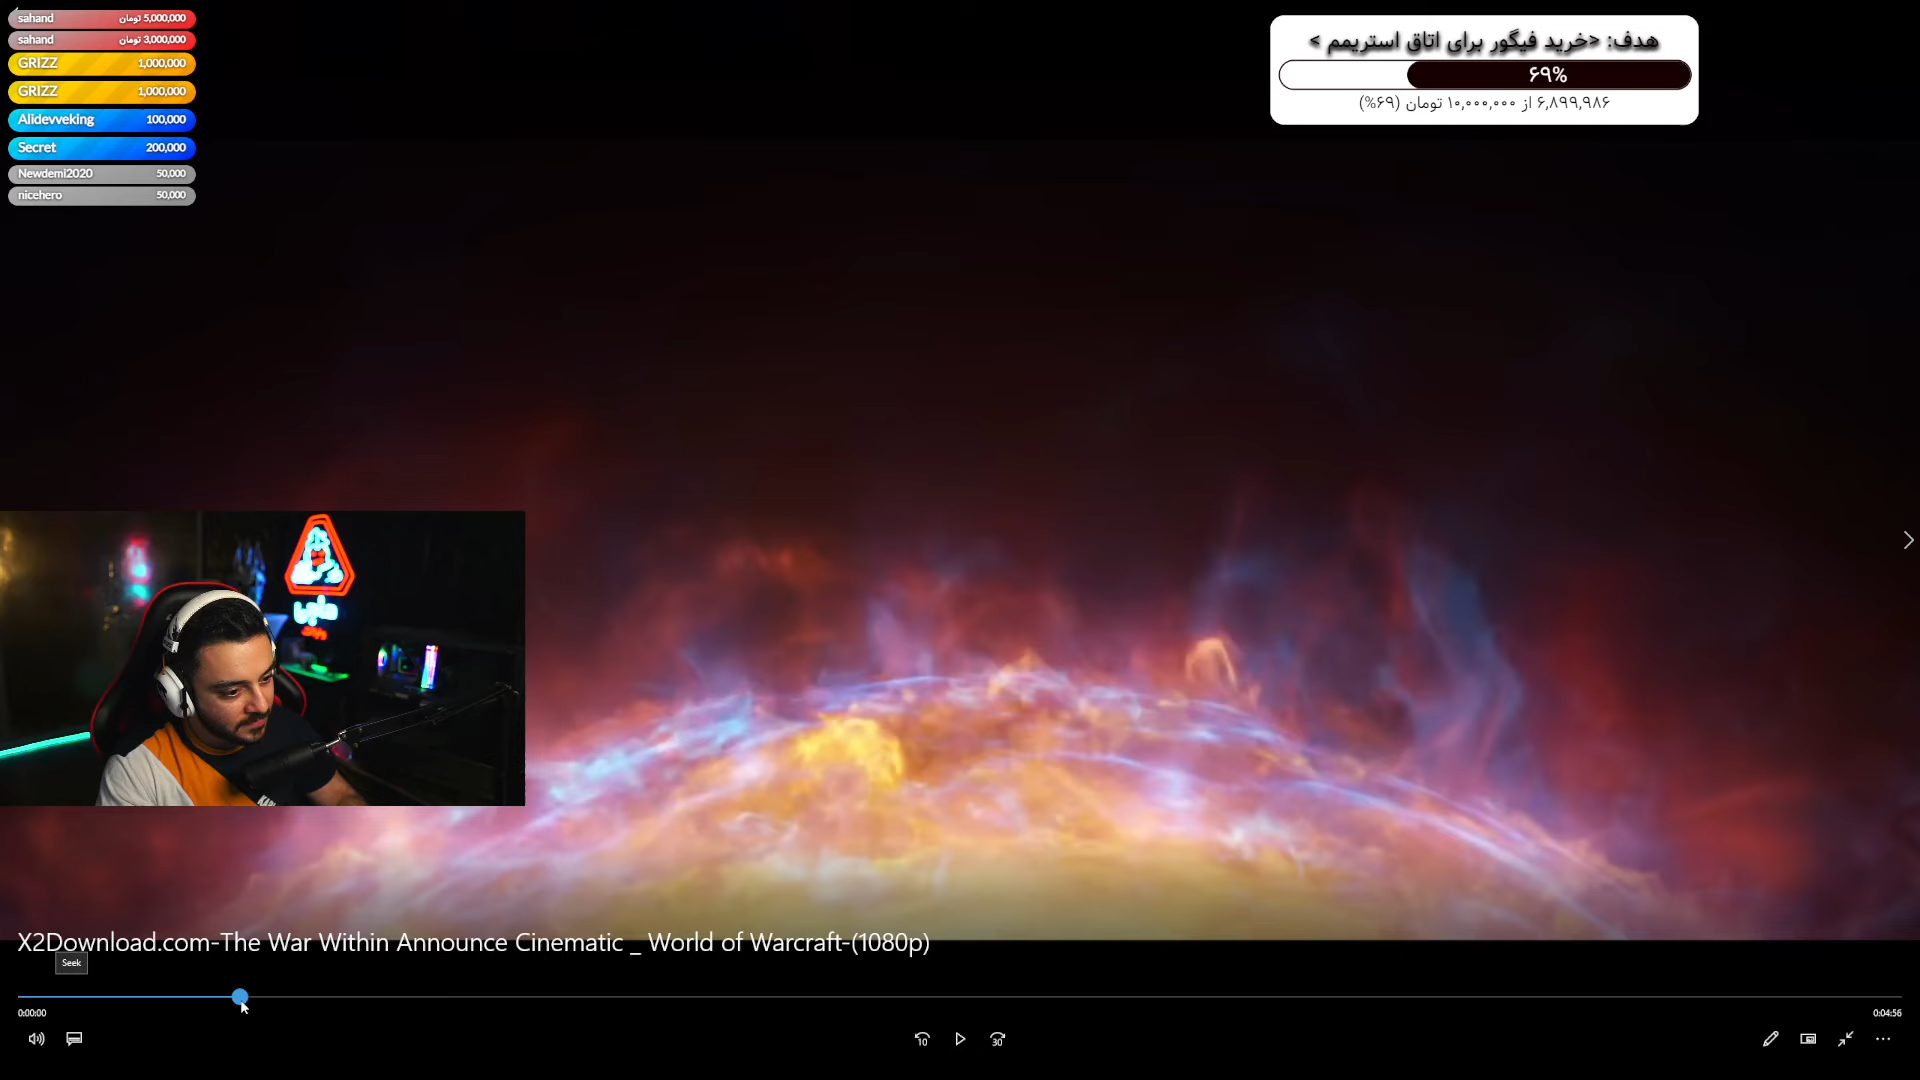 sahand 5,000,000 تومان
sahand 3,000,000 تومان
GRIZZ 1,000,000
GRIZZ 1,000,000
Alidevveking 100,000
Secret 200,000
Newdemi2020 50,000
nicehero 50,000
هدف: <خرید فیگور برای اتاق استریمم >
۶۹%
۶,۸۹۹,۹۸۶ از ۱۰,۰۰۰,۰۰۰ تومان (۶۹%)
X2Download.com-The War Within Announce Cinematic _ World of Warcraft-(1080p)
Seek
0:00:00
0:04:56
10
30